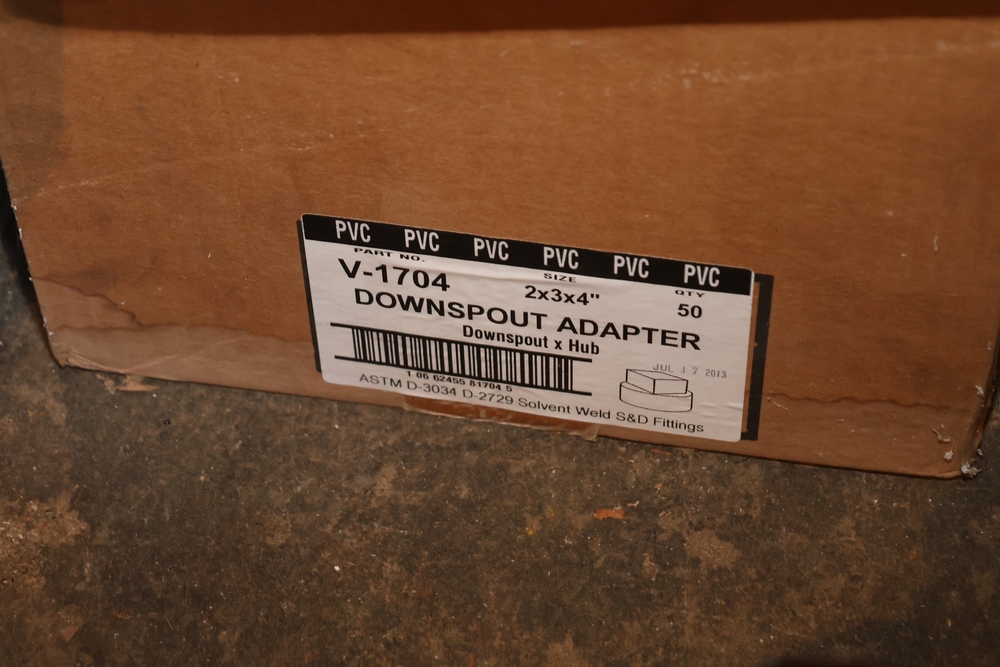 PVC PVC PVC PVC PVC PVC
PART NO. SIZE QTY
V-1704 2x3x4" 50
DOWNSPOUT ADAPTER
Downspout x Hub
JUL 17 2013
1 06 62455 81704 5
ASTM D-3034 D-2729 Solvent Weld S&D Fittings